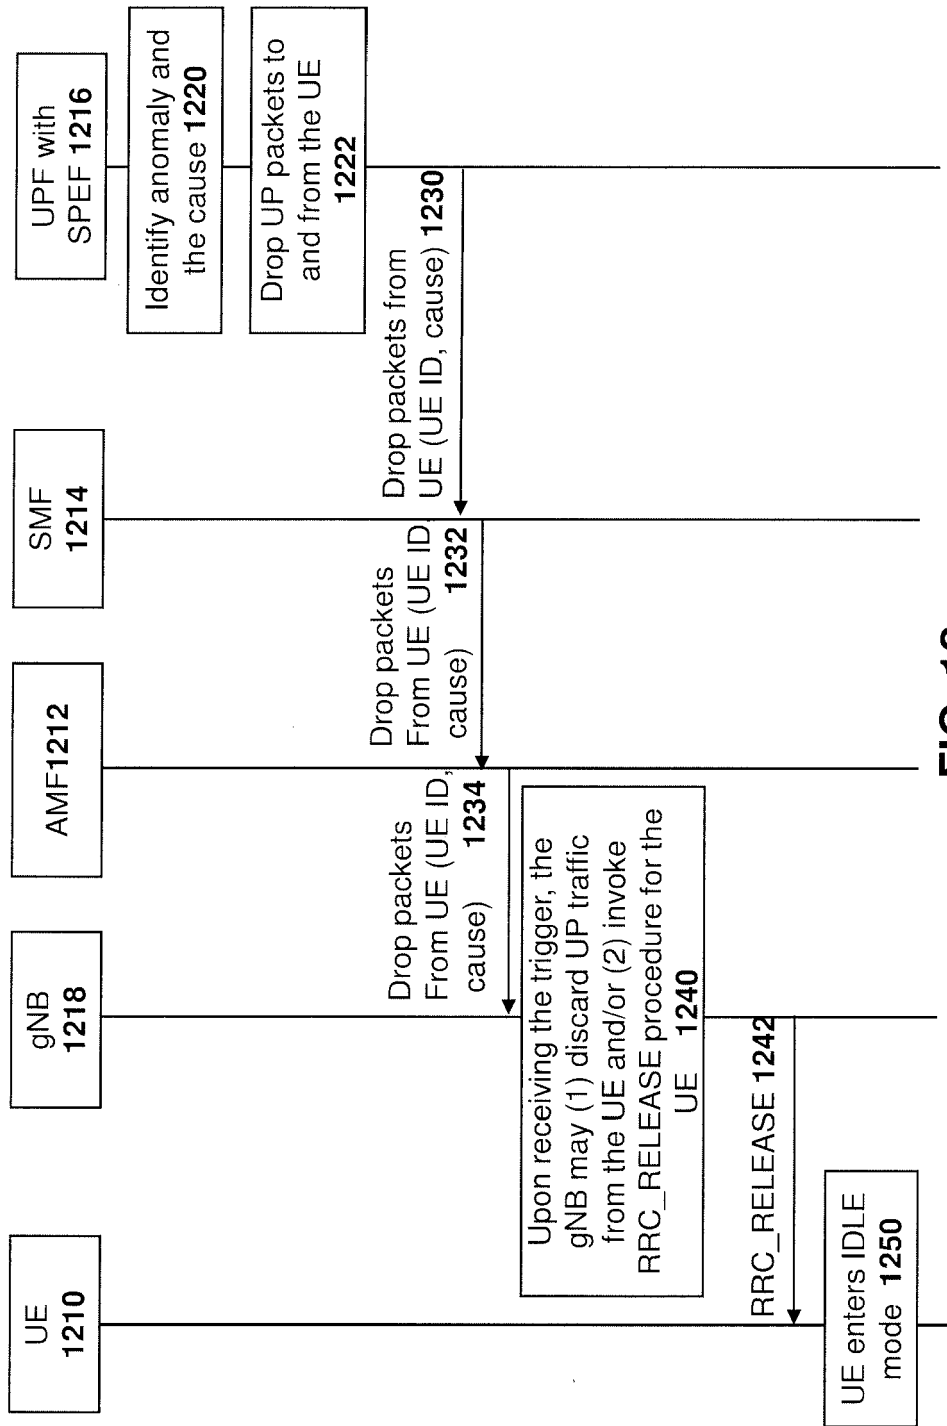 UE
1210
gNB
1218
AMF1212
SMF
1214
UPF with
SPEF 1216
Identify anomaly and
the cause 1220
Drop UP packets to
and from the UE
1222
Drop packets from
UE (UE ID, cause) 1230
Drop packets
From UE (UE ID
cause) 1232
Drop packets
From UE (UE ID,
cause) 1234
Upon receiving the trigger, the
gNB may (1) discard UP traffic
from the UE and/or (2) invoke
RRC_RELEASE procedure for the
UE 1240
RRC_RELEASE 1242
UE enters IDLE
mode 1250